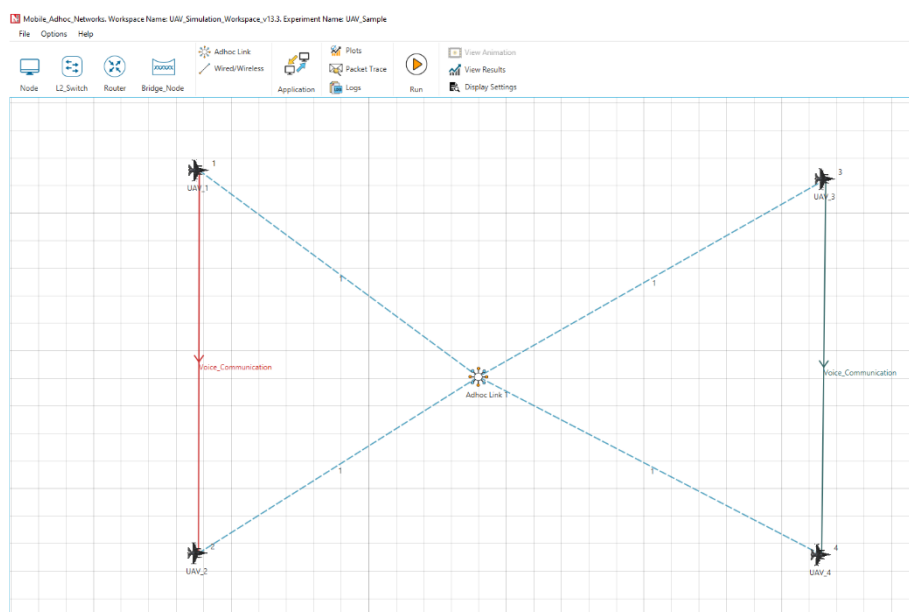 Mobile_Adhoc_Networks. Workspace Name: UAV_Simulation_Workspace_v13.3. Experiment Name: UAV_Sample
File Options Help
Node
L2_Switch
Router
Bridge_Node
Adhoc Link
Wired/Wireless
Application
Plots
Packet Trace
Logs
Run
View Animation
View Results
Display Settings
1
UAV_1
3
UAV_3
1
1
Voice_Communication
Voice_Communication
Adhoc Link 1
1
1
2
UAV_2
4
UAV_4